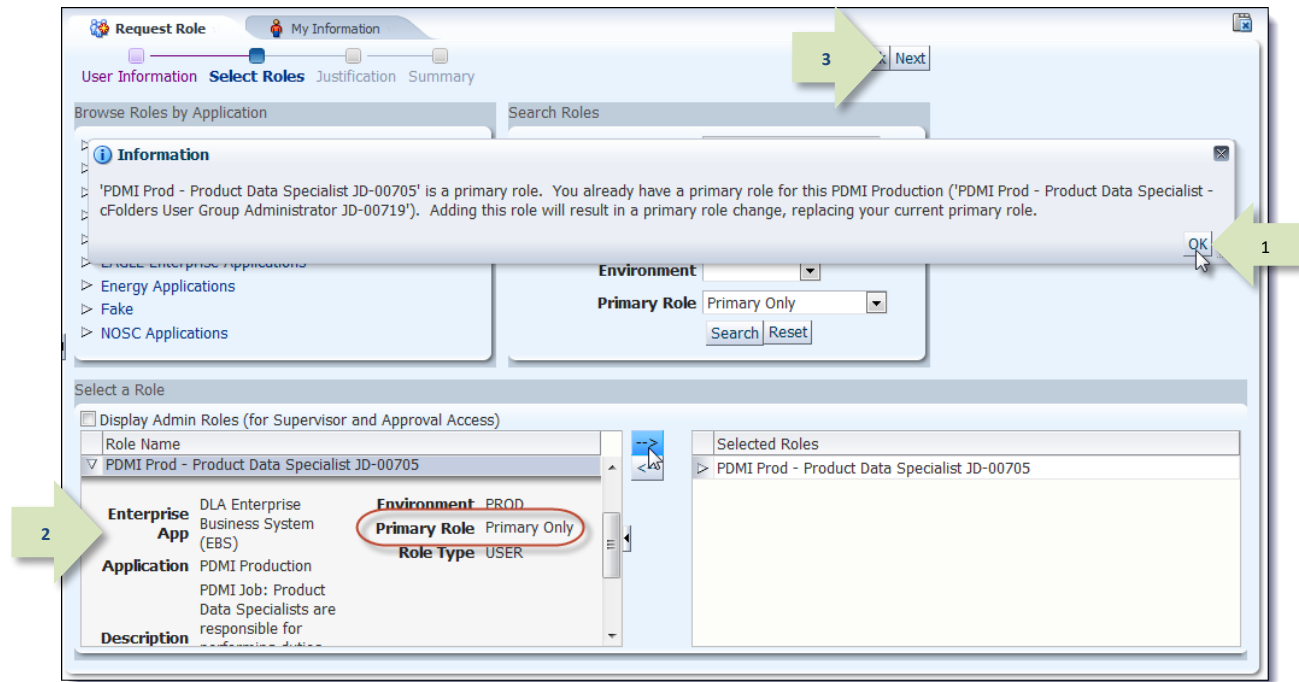 Request Role
My Information
User Information Select Roles Justification Summary
3
Next
Browse Roles by Application
Search Roles
Information
'PDMI Prod - Product Data Specialist JD-00705' is a primary role. You already have a primary role for this PDMI Production ('PDMI Prod - Product Data Specialist -
cFolders User Group Administrator JD-00719'). Adding this role will result in a primary role change, replacing your current primary role.
OK
1
EAGLE Enterprise Applications
Environment
Energy Applications
Fake
Primary Role Primary Only
NOSC Applications
Search Reset
Select a Role
Display Admin Roles (for Supervisor and Approval Access)
Role Name
-->
Selected Roles
PDMI Prod - Product Data Specialist JD-00705
PDMI Prod - Product Data Specialist JD-00705
2
Enterprise App DLA Enterprise
Business System
(EBS)
Environment PROD
Primary Role Primary Only
Role Type USER
Application PDMI Production
Description PDMI Job: Product
Data Specialists are
responsible for
performing duties